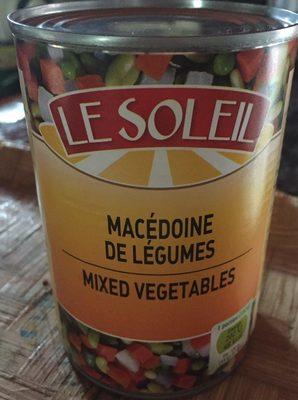 LE SOLEIL
MACÉDOINE
DE LÉGUMES
MIXED VEGETABLES